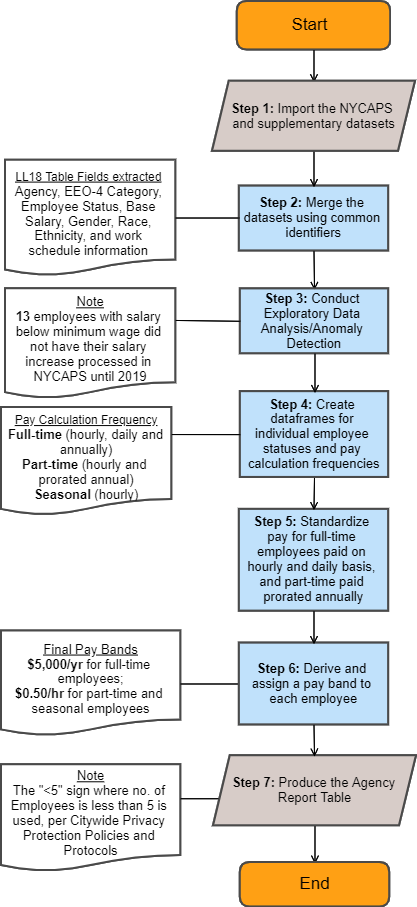 Start
Step 1: Import the NYCAPS
and supplementary datasets
LL18 Table Fields extracted
Agency, EEO-4 Category,
Employee Status, Base
Salary, Gender, Race,
Ethnicity, and work
schedule information
Step 2: Merge the
datasets using common
identifiers
Note
13 employees with salary
below minimum wage did
not have their salary
increase processed in
NYCAPS until 2019
Step 3: Conduct
Exploratory Data
Analysis/Anomaly
Detection
Pay Calculation Frequency
Full-time (hourly, daily and
annually)
Part-time (hourly and
prorated annual)
Seasonal (hourly)
Step 4: Create
dataframes for
individual employee
statuses and pay
calculation frequencies
Step 5: Standardize
pay for full-time
employees paid on
hourly and daily basis,
and part-time paid
prorated annually
Final Pay Bands
$5,000/yr for full-time
employees;
$0.50/hr for part-time and
seasonal employees
Step 6: Derive and
assign a pay band to
each employee
Note
The "<5" sign where no. of
Employees is less than 5 is
used, per Citywide Privacy
Protection Policies and
Protocols
Step 7: Produce the Agency
Report Table
End